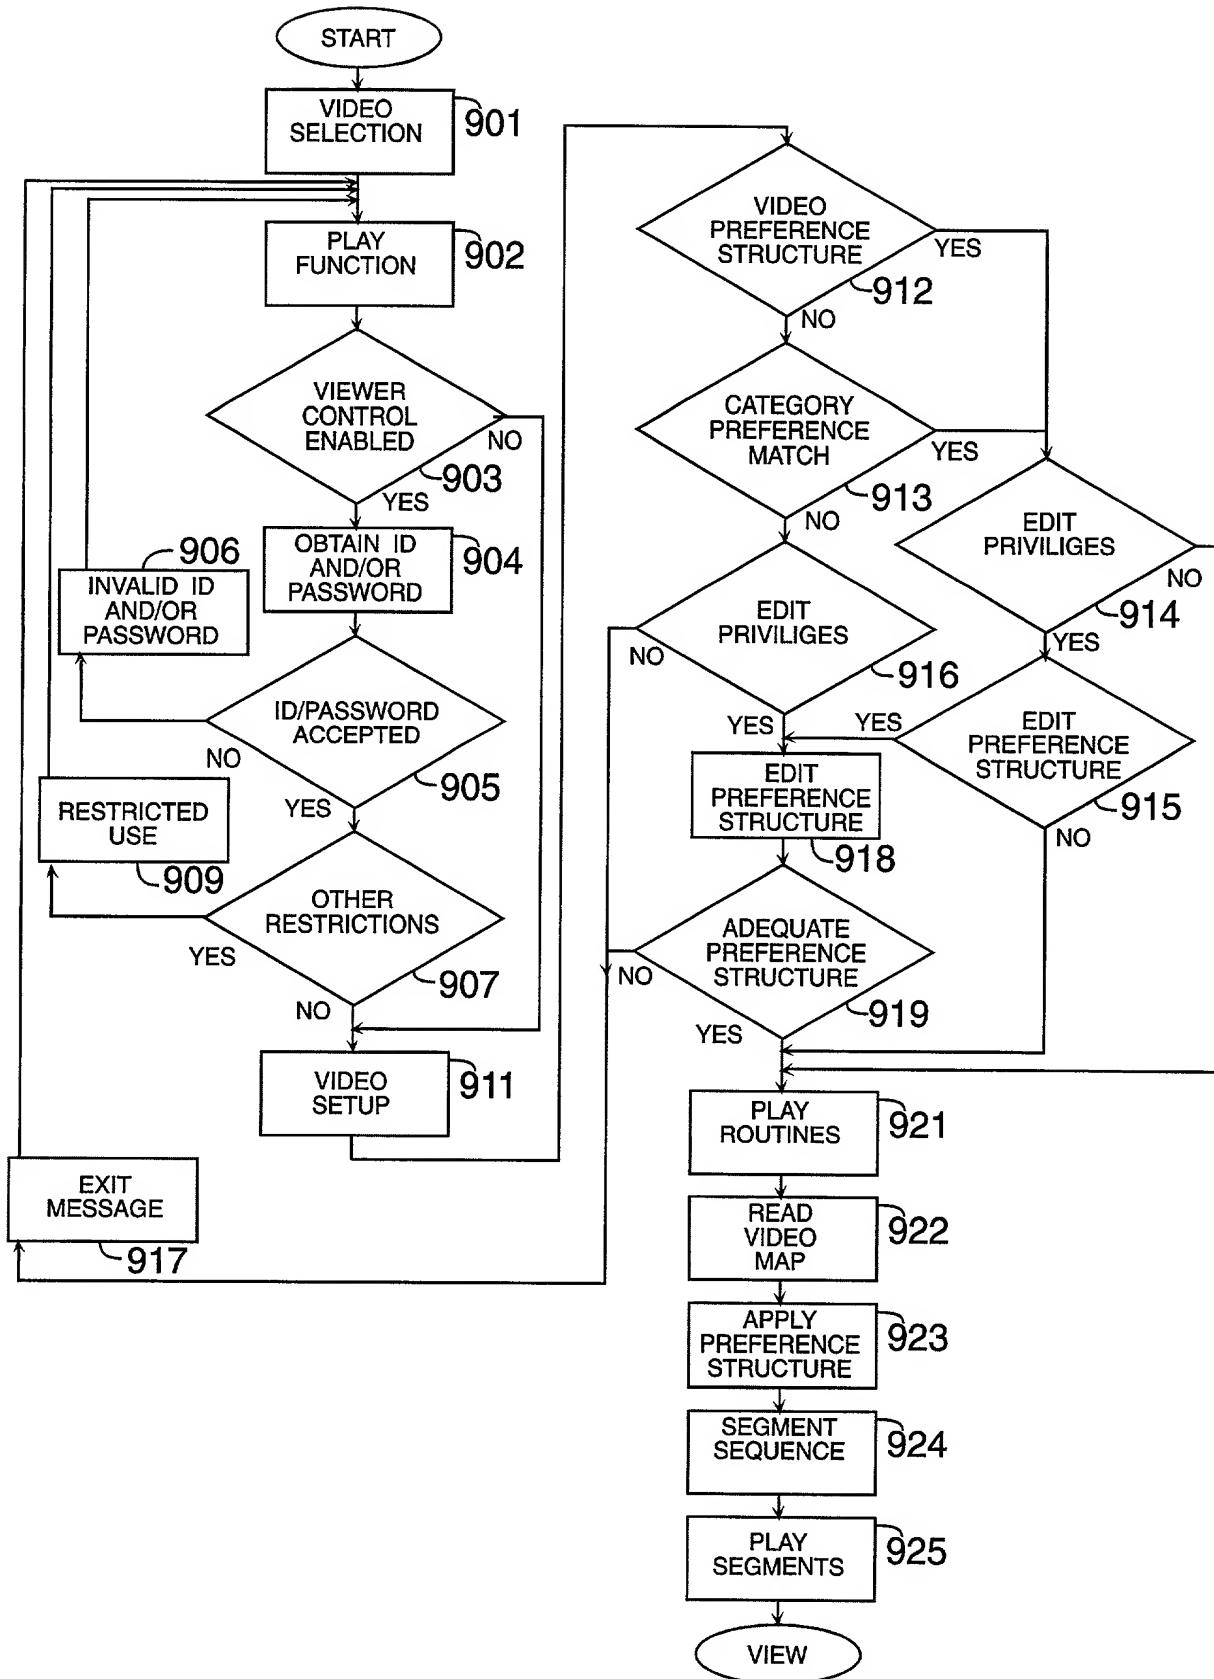 START
VIDEO
SELECTION
901
PLAY
FUNCTION
902
VIEWER
CONTROL
ENABLED
903
NO
YES
OBTAIN ID
AND/OR
PASSWORD
904
906
INVALID ID
AND/OR
PASSWORD
ID/PASSWORD
ACCEPTED
905
NO
YES
RESTRICTED
USE
909
OTHER
RESTRICTIONS
907
YES
NO
VIDEO
SETUP
911
EXIT
MESSAGE
917
VIDEO
PREFERENCE
STRUCTURE
912
YES
NO
CATEGORY
PREFERENCE
MATCH
913
YES
NO
EDIT
PRIVILIGES
914
NO
YES
EDIT
PRIVILIGES
916
NO
YES
EDIT
PREFERENCE
STRUCTURE
915
YES
NO
EDIT
PREFERENCE
STRUCTURE
918
ADEQUATE
PREFERENCE
STRUCTURE
919
NO
YES
PLAY
ROUTINES
921
READ
VIDEO
MAP
922
APPLY
PREFERENCE
STRUCTURE
923
SEGMENT
SEQUENCE
924
PLAY
SEGMENTS
925
VIEW